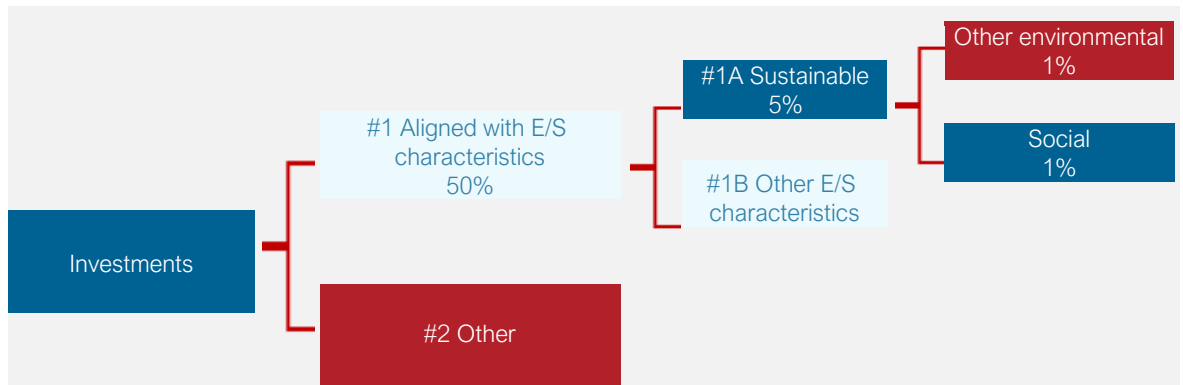 Investments
#1 Aligned with E/S
characteristics
50%
#2 Other
#1A Sustainable
5%
#1B Other E/S
characteristics
Other environmental
1%
Social
1%